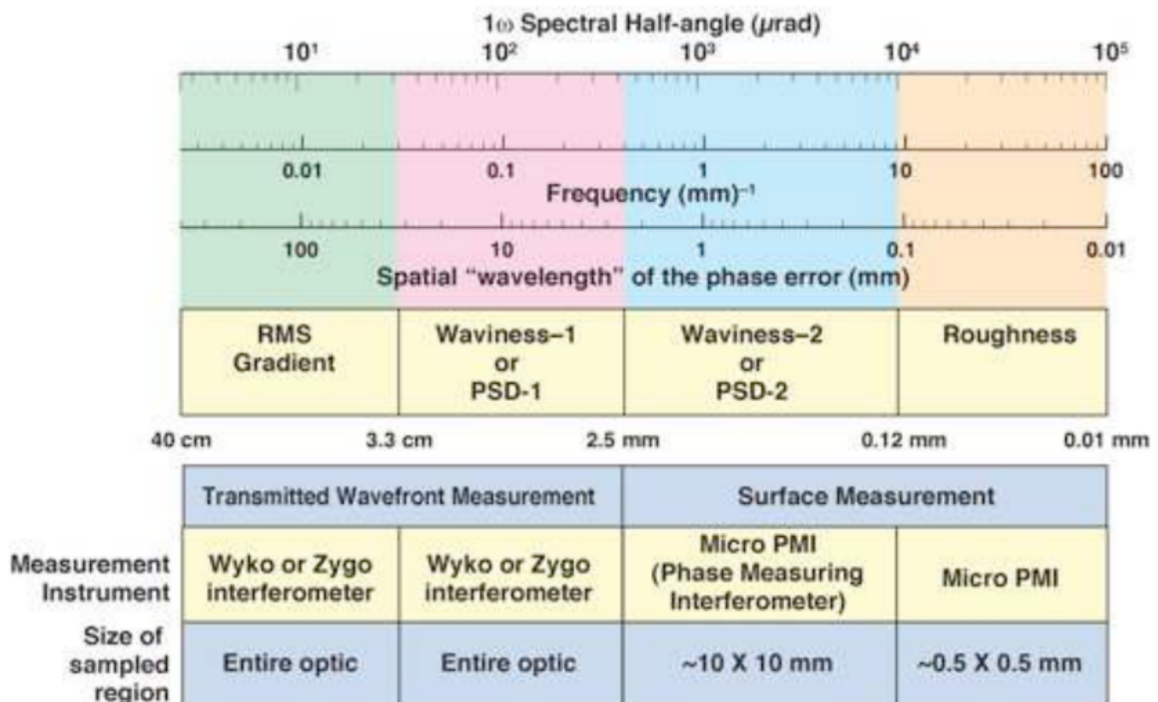 1ω Spectral Half-angle (μrad)
10¹ 10² 10³ 10⁴ 10⁵
0.01 0.1 1 10 100
Frequency (mm)⁻¹
100 10 1 0.1 0.01
Spatial “wavelength” of the phase error (mm)
RMS
Gradient
Waviness–1
or
PSD-1
Waviness–2
or
PSD-2
Roughness
40 cm 3.3 cm 2.5 mm 0.12 mm 0.01 mm
Transmitted Wavefront Measurement
Surface Measurement
Measurement
Instrument
Wyko or Zygo
interferometer
Wyko or Zygo
interferometer
Micro PMI
(Phase Measuring
Interferometer)
Micro PMI
Size of
sampled
region
Entire optic
Entire optic
~10 X 10 mm
~0.5 X 0.5 mm